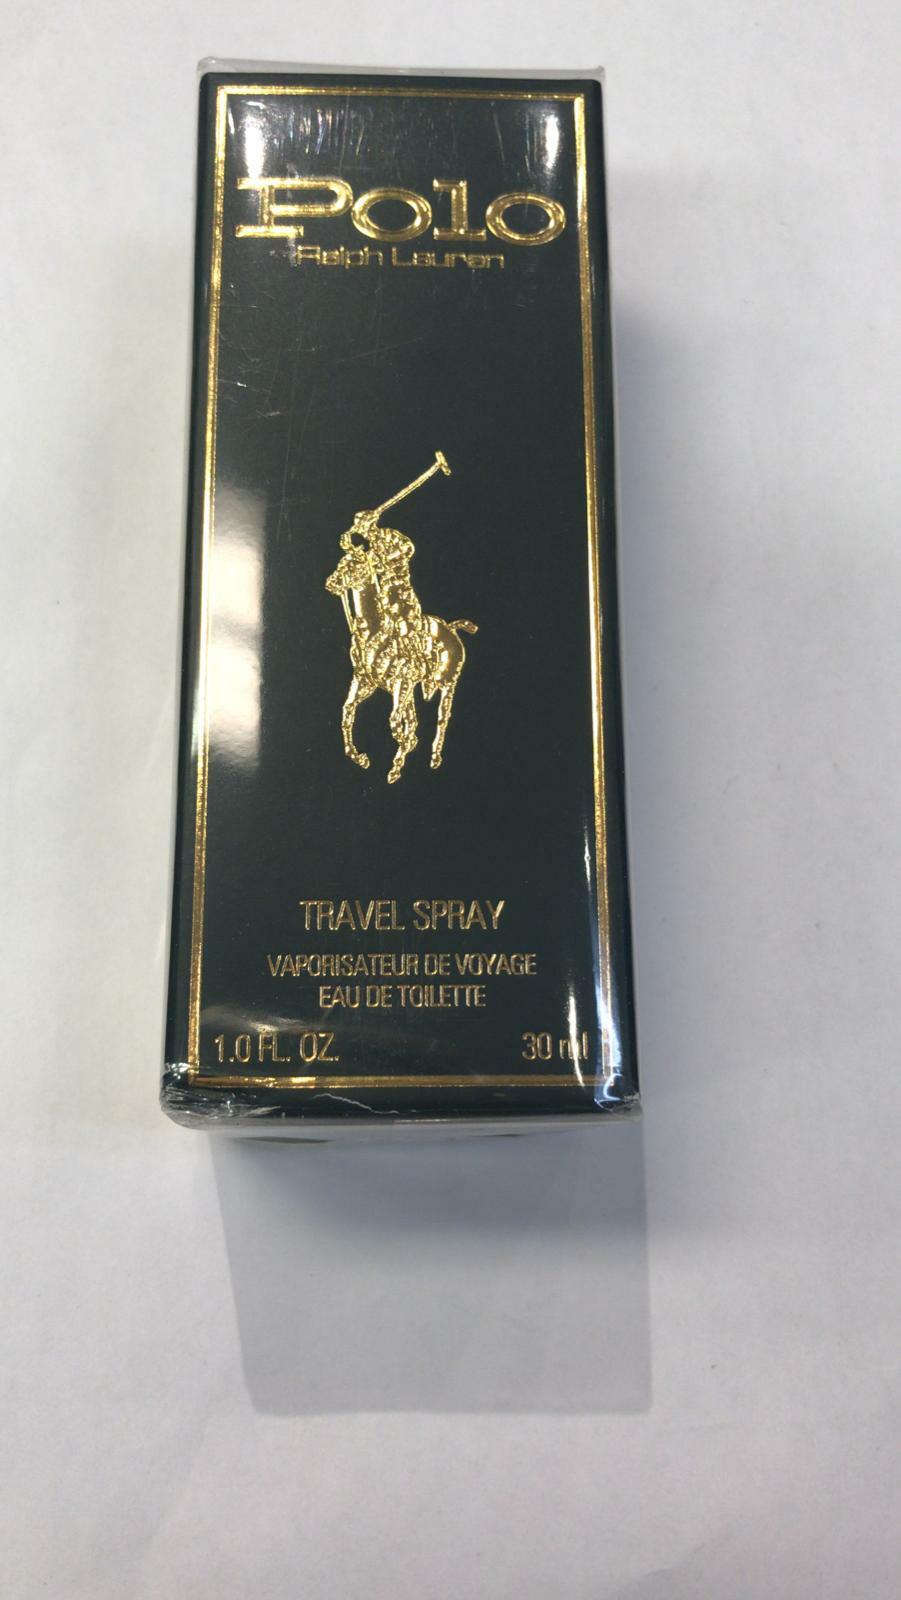 Polo
Ralph Lauren
TRAVEL SPRAY
VAPORISATEUR DE VOYAGE
EAU DE TOILETTE
1.0 FL. OZ. 30 ml